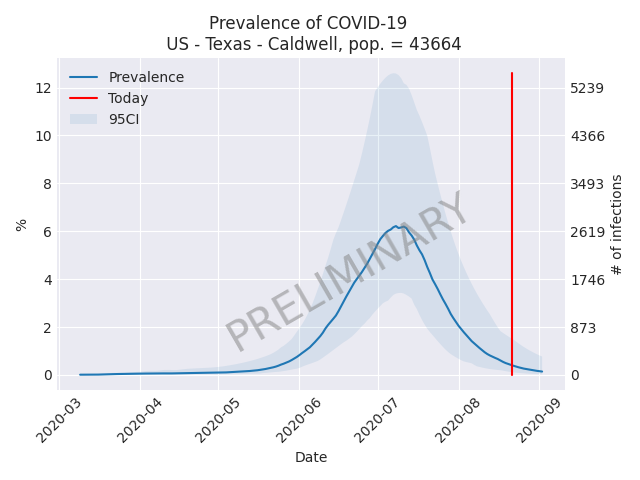 Prevalence of COVID-19
US - Texas - Caldwell, pop. = 43664
Prevalence
Today
95CI
12
10
8
6
4
2
0
%
5239
4366
3493
2619
1746
873
0
# of infections
PRELIMINARY
2020-03
2020-04
2020-05
2020-06
2020-07
2020-08
2020-09
Date